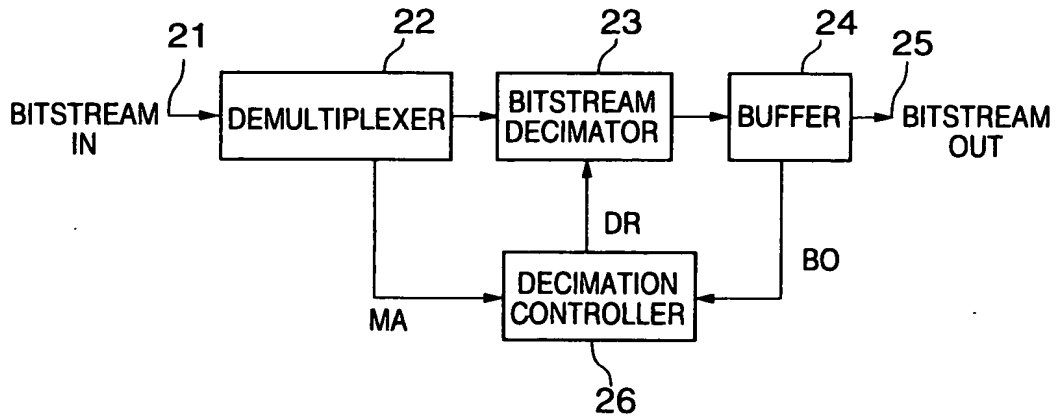 21
22
23
24
25
BITSTREAM
IN
DEMULTIPLEXER
BITSTREAM
DECIMATOR
BUFFER
BITSTREAM
OUT
DR
BO
MA
DECIMATION
CONTROLLER
26